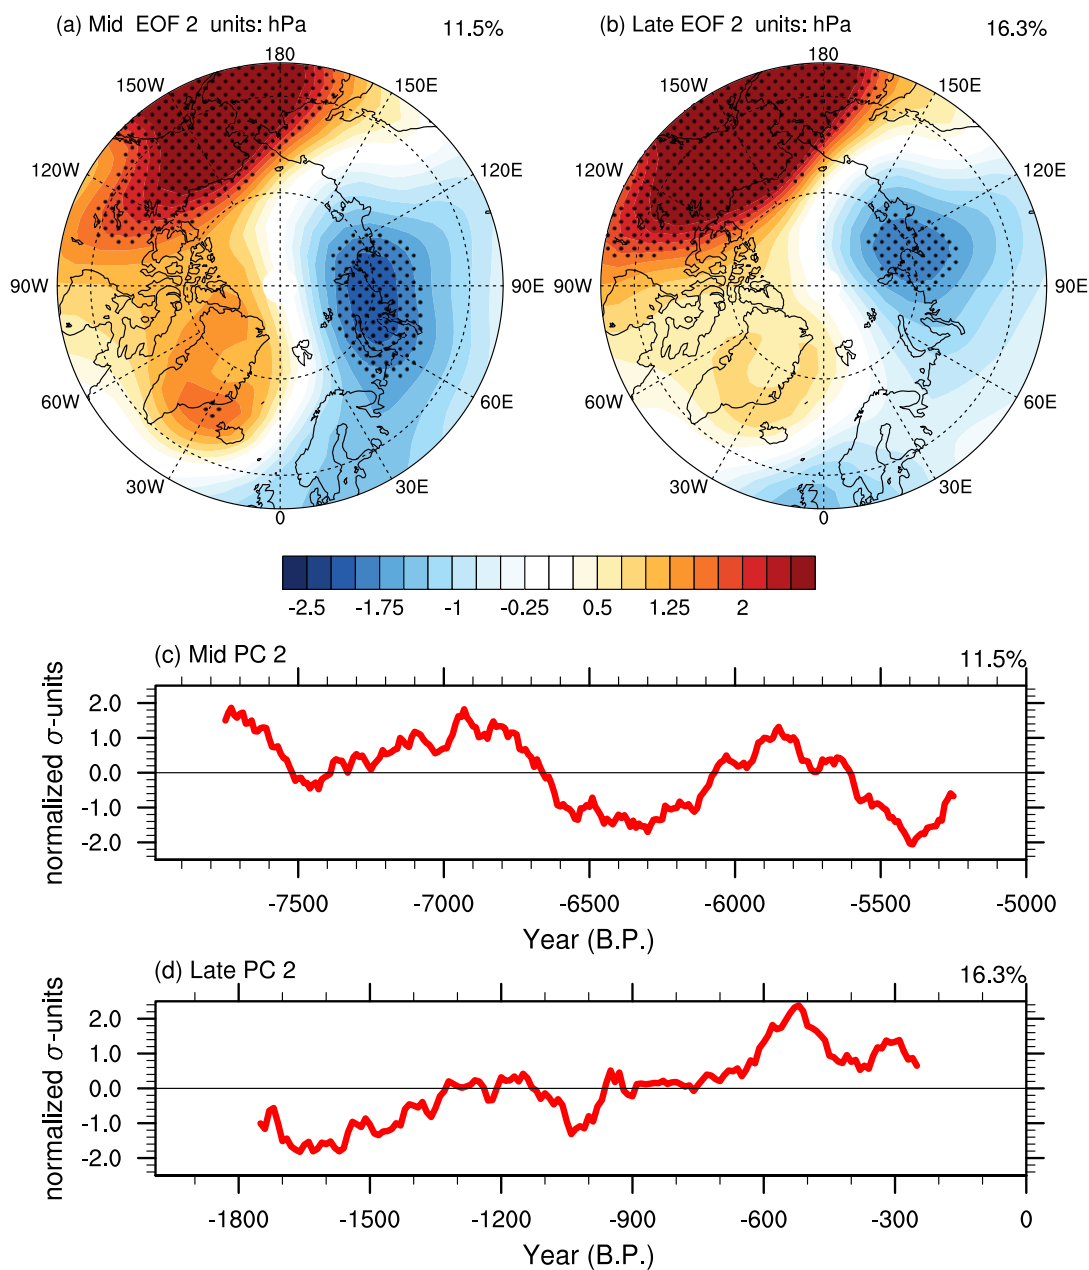 (a) Mid EOF 2 units: hPa 11.5%
(b) Late EOF 2 units: hPa 16.3%
180
150W 150E
120W 120E
90W 90E
60W 60E
30W 30E
0
180
150W 150E
120W 120E
90W 90E
60W 60E
30W 30E
0
-2.5 -1.75 -1 -0.25 0.5 1.25 2
(c) Mid PC 2 11.5%
normalized σ-units
2.0
1.0
0.0
-1.0
-2.0
-7500 -7000 -6500 -6000 -5500 -5000
Year (B.P.)
(d) Late PC 2 16.3%
normalized σ-units
2.0
1.0
0.0
-1.0
-2.0
-1800 -1500 -1200 -900 -600 -300 0
Year (B.P.)